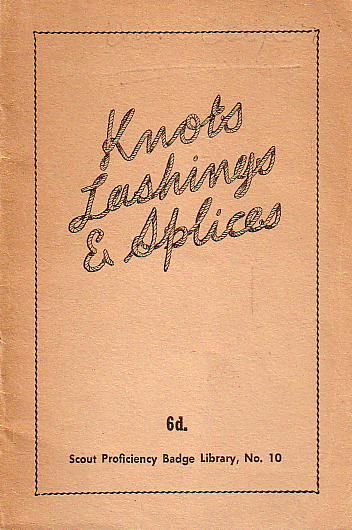 Knots
Lashings
& Splices
6d.
Scout Proficiency Badge Library, No. 10